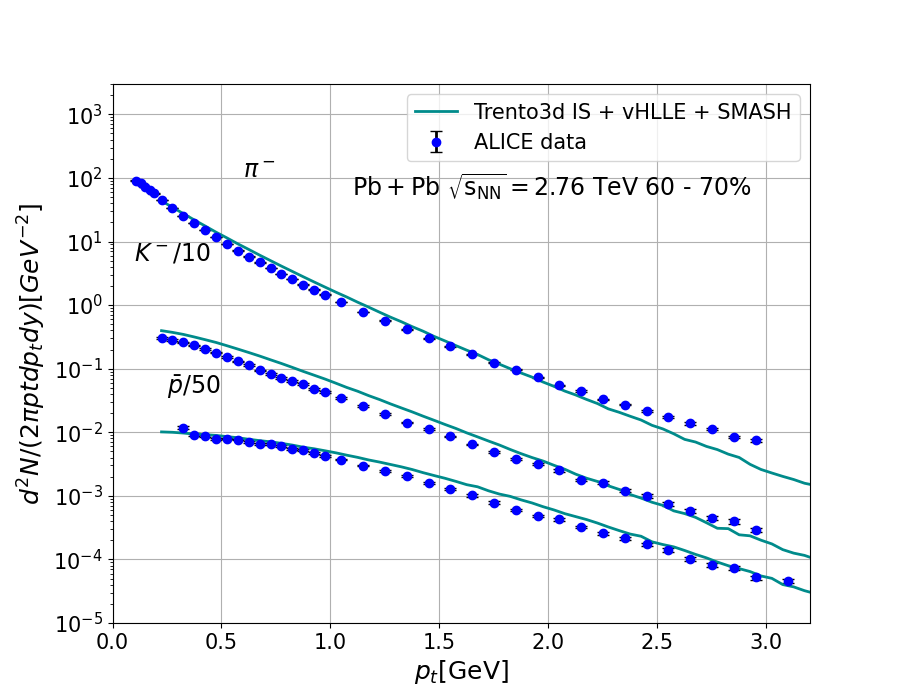 Trento3d IS + vHLLE + SMASH
ALICE data
π⁻
Pb + Pb √s_NN = 2.76 TeV 60 - 70%
K⁻/10
p̄/50
d²N/(2πptdp_tdy)[GeV⁻²]
10³
10²
10¹
10⁰
10⁻¹
10⁻²
10⁻³
10⁻⁴
10⁻⁵
0.0 0.5 1.0 1.5 2.0 2.5 3.0
p_t[GeV]